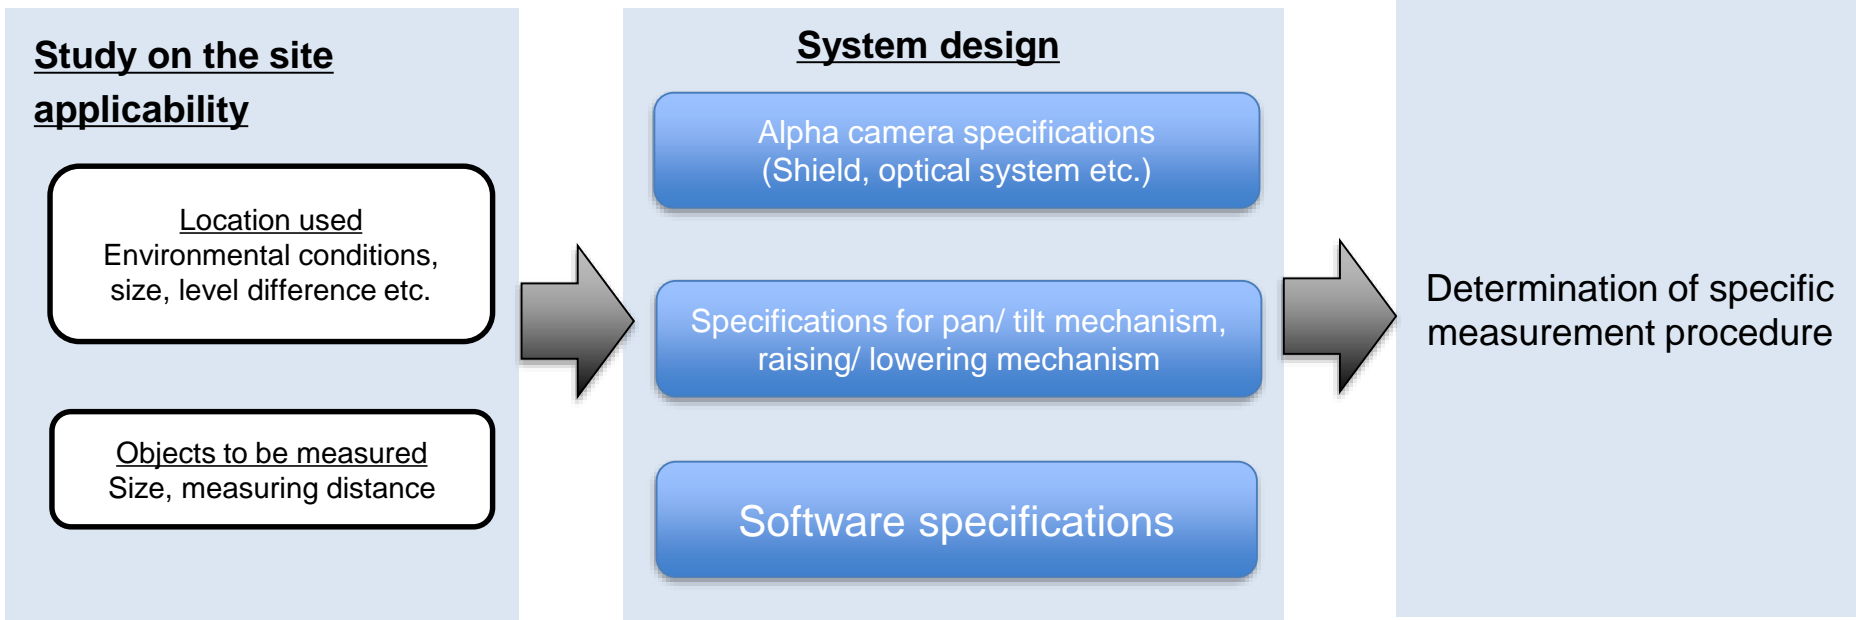 Study on the site
applicability
Location used
Environmental conditions,
size, level difference etc.
Objects to be measured
Size, measuring distance
System design
Alpha camera specifications
(Shield, optical system etc.)
Specifications for pan/ tilt mechanism,
raising/ lowering mechanism
Software specifications
Determination of specific
measurement procedure